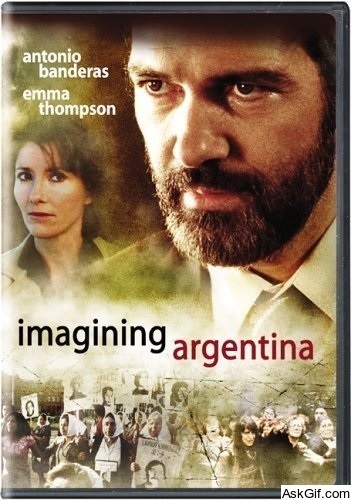 antonio
banderas
emma
thompson
imagining argentina
AskGif.com